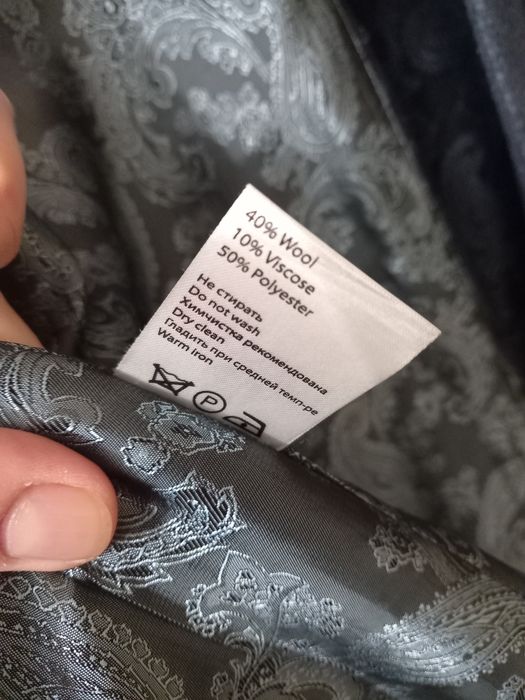 40% Wool
10% Viscose
50% Polyester
Не стирать
Do not wash
Химчистка рекомендована
Dry clean
Гладить при средней темп-ре
Warm Iron
P